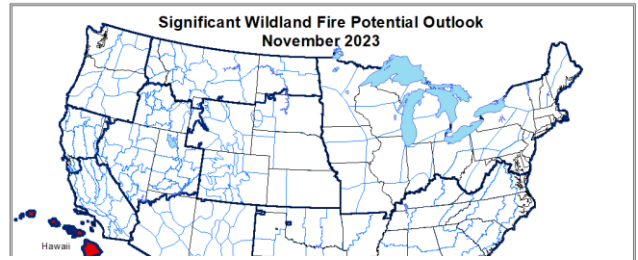 Significant Wildland Fire Potential Outlook
November 2023
Hawaii